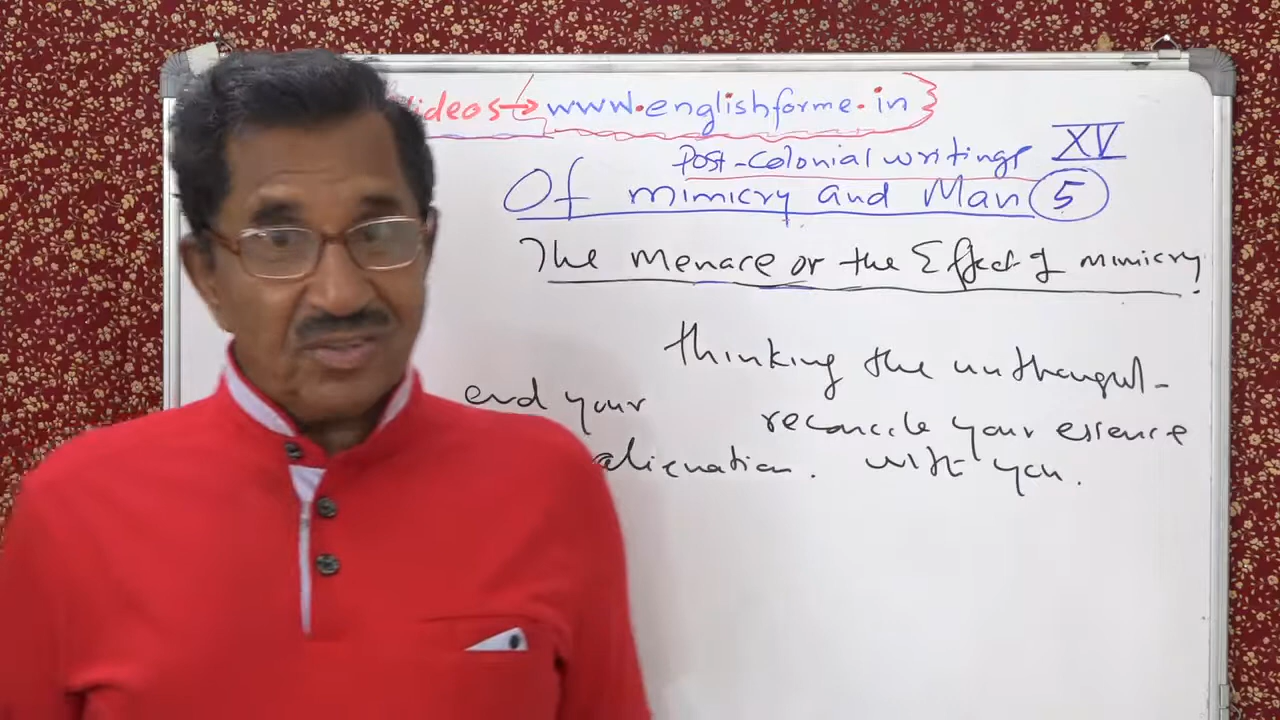 videos → www.englishforme.in
Post-Colonial writings XV
Of mimicry and Man 5
The Menace or the Effect of mimicry
thinking the unthought-
end your reconcile your essence
alienation. with you.